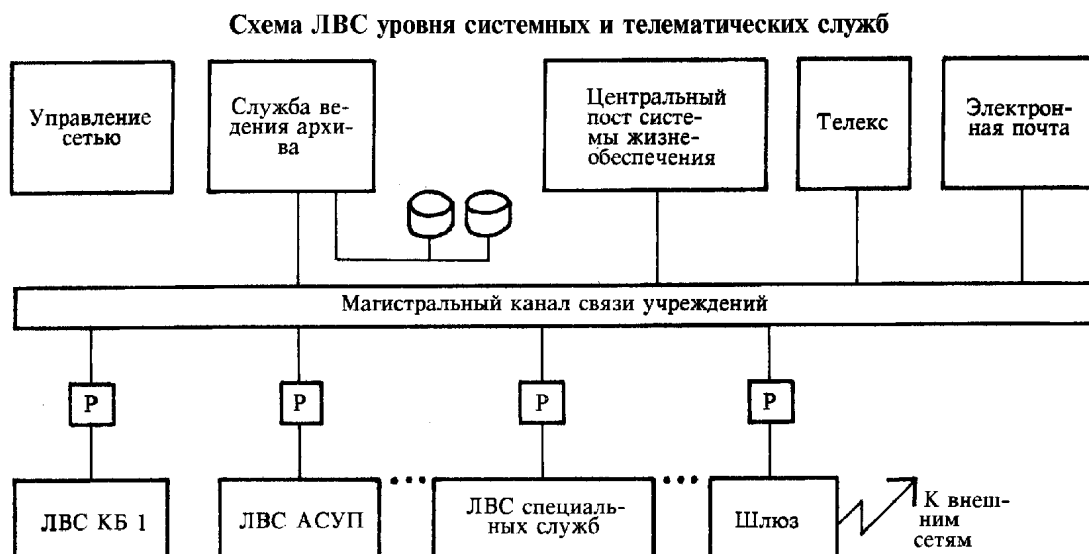 Схема ЛВС уровня системных и телематических служб
Управление
сетью
Служба ве-
дения архи-
ва
Центральный
пост систе-
мы жизне-
обеспечения
Телекс
Электрон-
ная почта
Магистральный канал связи учреждений
Р
Р
Р
Р
ЛВС КБ 1
ЛВС АСУП
ЛВС специаль-
ных служб
Шлюз
К внеш-
ним
сетям